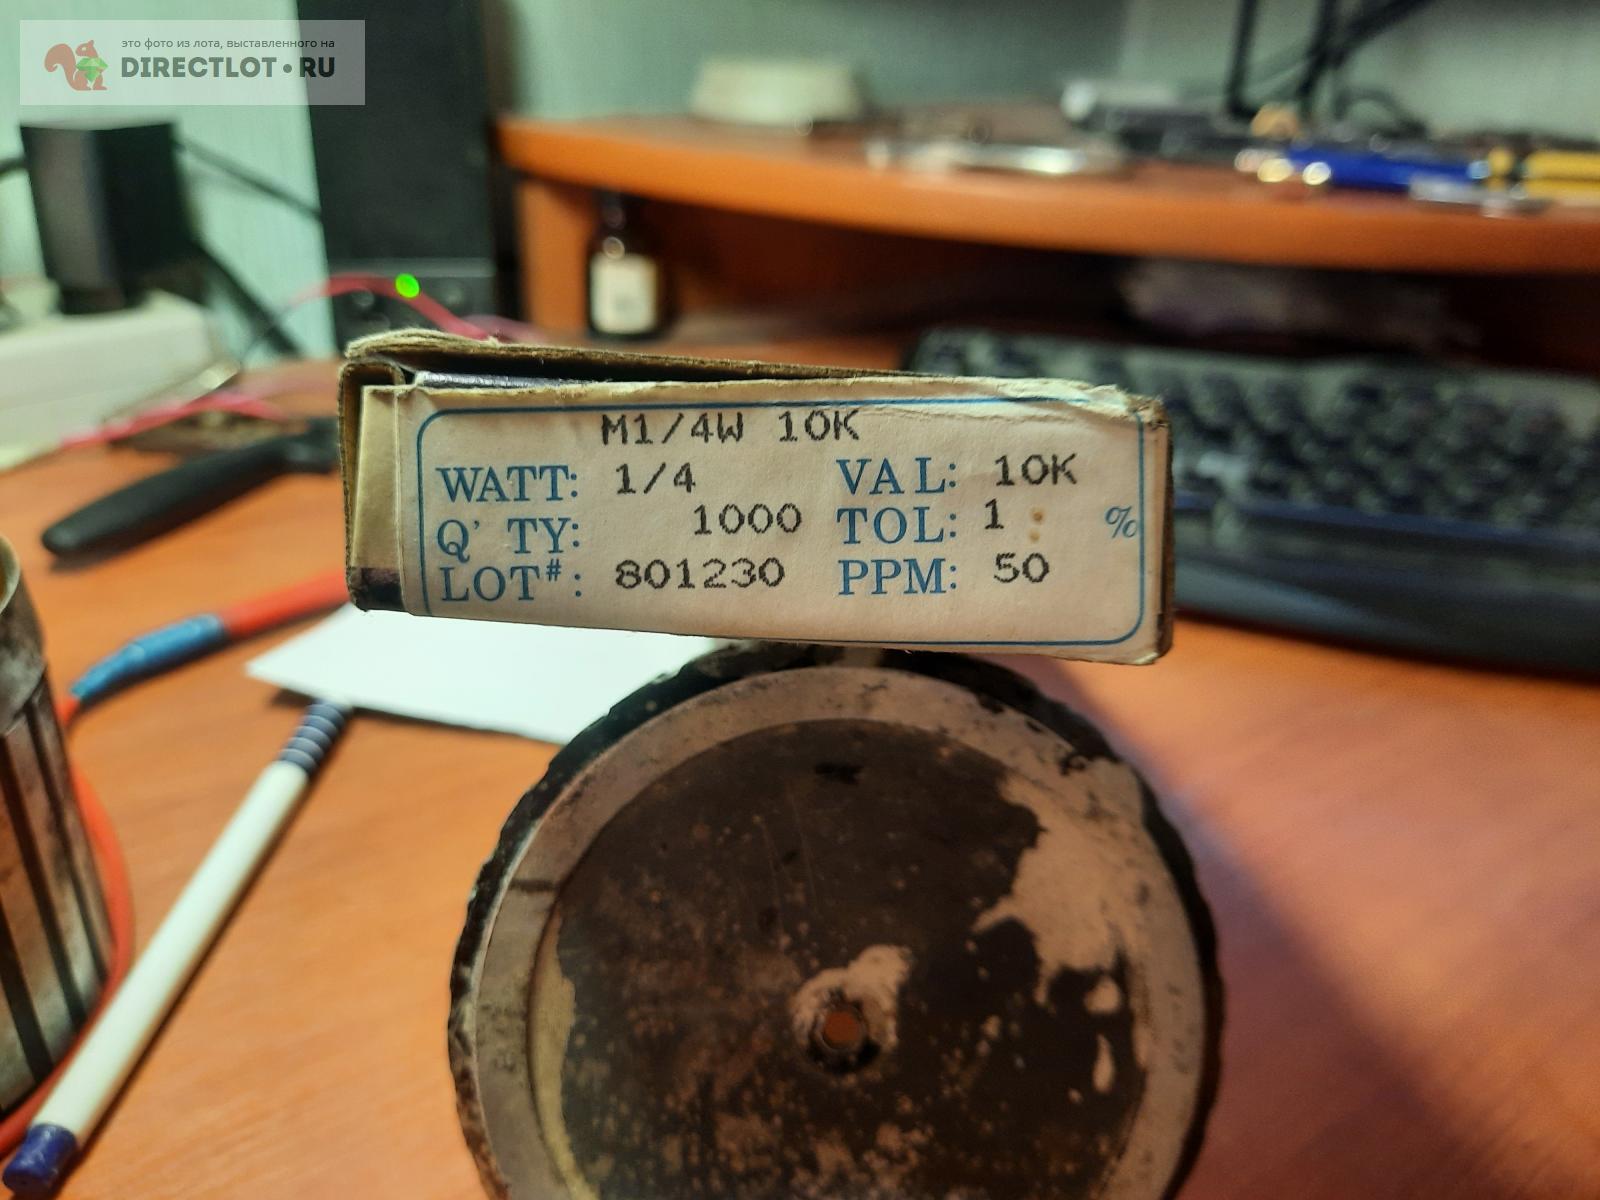 это фото из лота, выставленного на
DIRECTLOT•RU
M1/4W 10K
WATT: 1/4 VAL: 10K
Q'TY: 1000 TOL: 1 %
LOT#: 801230 PPM: 50